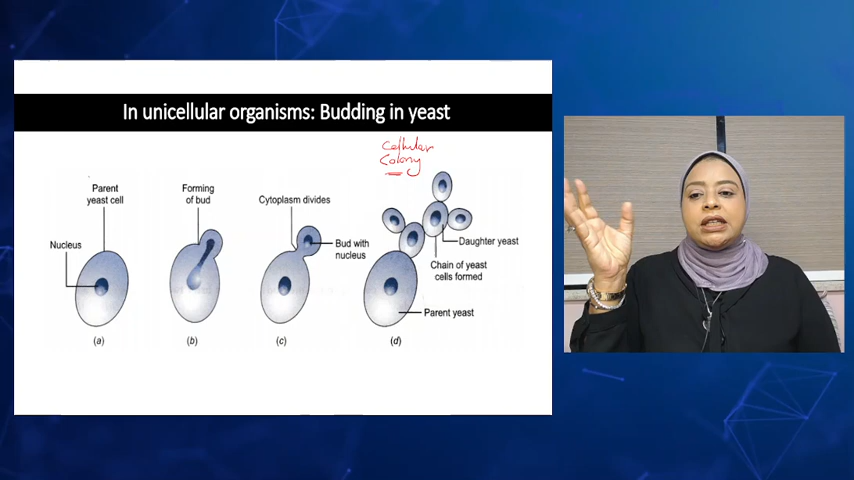 In unicellular organisms: Budding in yeast
Cellular
Colony
Parent
yeast cell
Forming
of bud
Cytoplasm divides
Nucleus
Bud with
nucleus
Daughter yeast
Chain of yeast
cells formed
Parent yeast
(a)
(b)
(c)
(d)